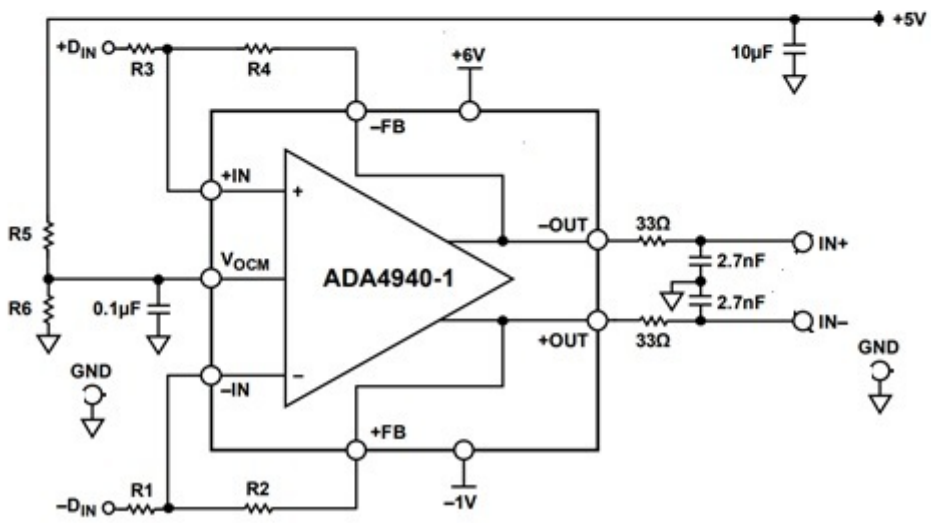 +5V
+DIN
R3
R4
+6V
10µF
–FB
+IN
+
–OUT
33Ω
IN+
R5
VOCM
ADA4940-1
2.7nF
R6
0.1µF
2.7nF
IN–
+OUT
33Ω
GND
GND
–IN
–
+FB
R1
R2
–1V
–DIN